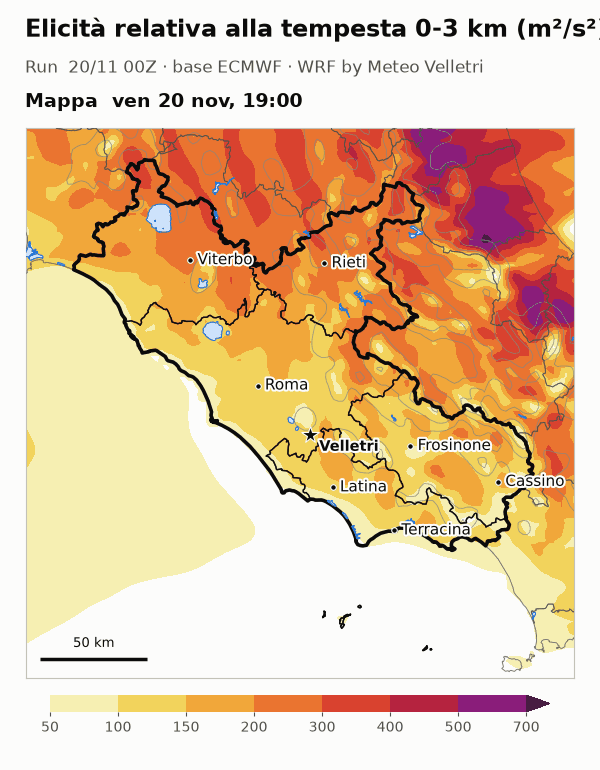 Elicità relativa alla tempesta 0-3 km (m²/s²)
Run  20/11 00Z · base ECMWF · WRF by Meteo Velletri
Mappa  ven 20 nov, 19:00
Viterbo
Rieti
Roma
Velletri
Frosinone
Cassino
Latina
Terracina
50 km
50 100 150 200 300 400 500 700